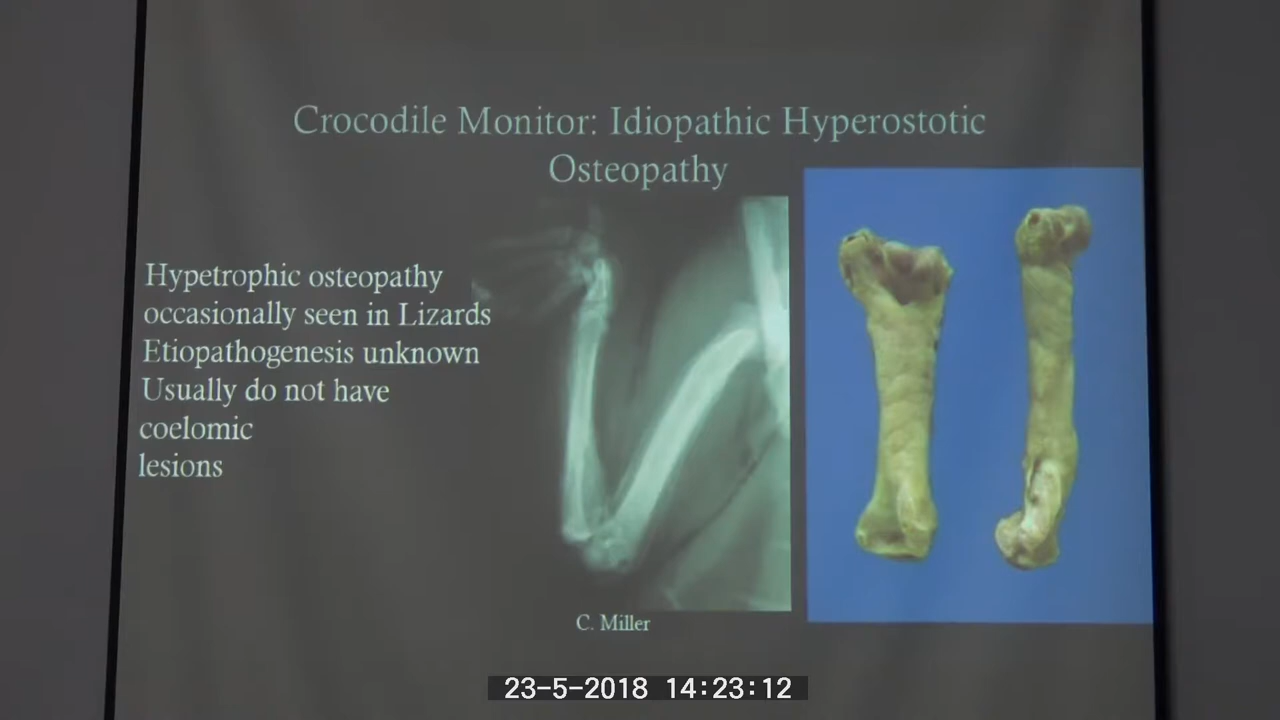 Crocodile Monitor: Idiopathic Hyperostotic
Osteopathy
Hypetrophic osteopathy
occasionally seen in Lizards
Etiopathogenesis unknown
Usually do not have
coelomic
lesions
C. Miller
23-5-2018 14:23:12